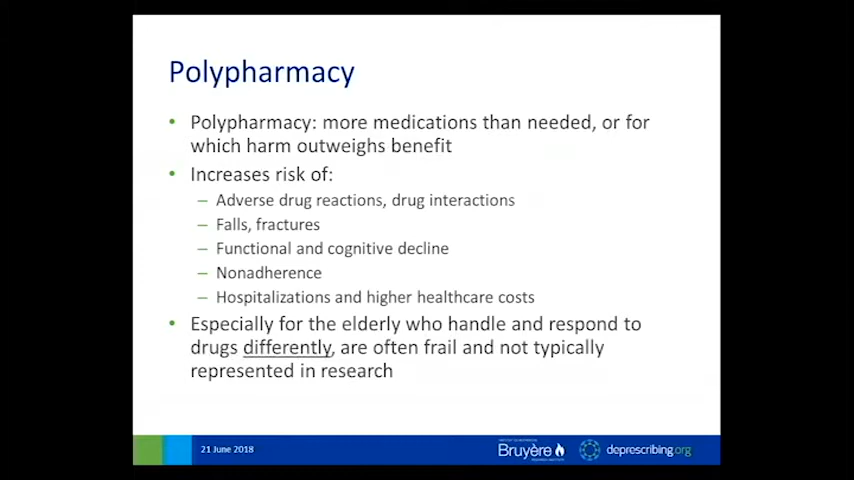 Polypharmacy
• Polypharmacy: more medications than needed, or for
which harm outweighs benefit
• Increases risk of:
– Adverse drug reactions, drug interactions
– Falls, fractures
– Functional and cognitive decline
– Nonadherence
– Hospitalizations and higher healthcare costs
• Especially for the elderly who handle and respond to
drugs differently, are often frail and not typically
represented in research
21 June 2018
Bruyère
deprescribing.org